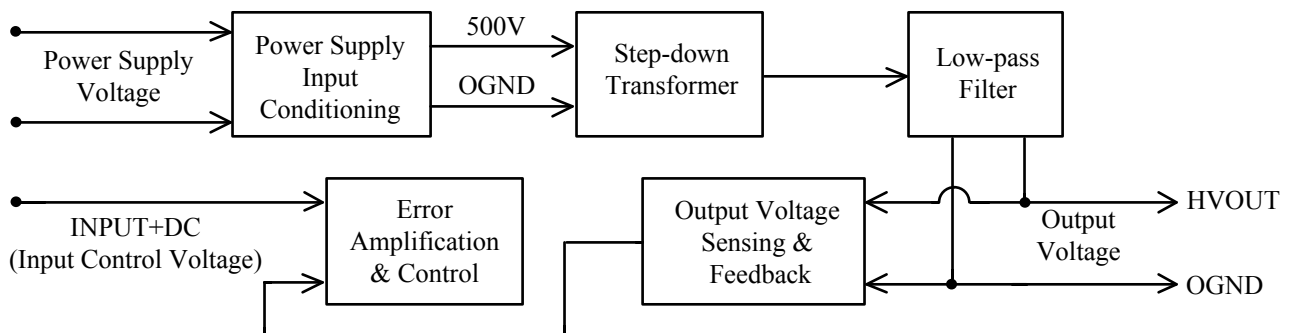 Power Supply
Voltage
Power Supply
Input
Conditioning
500V
OGND
Step-down
Transformer
Low-pass
Filter
INPUT+DC
(Input Control Voltage)
Error
Amplification
& Control
Output Voltage
Sensing &
Feedback
HVOUT
Output
Voltage
OGND